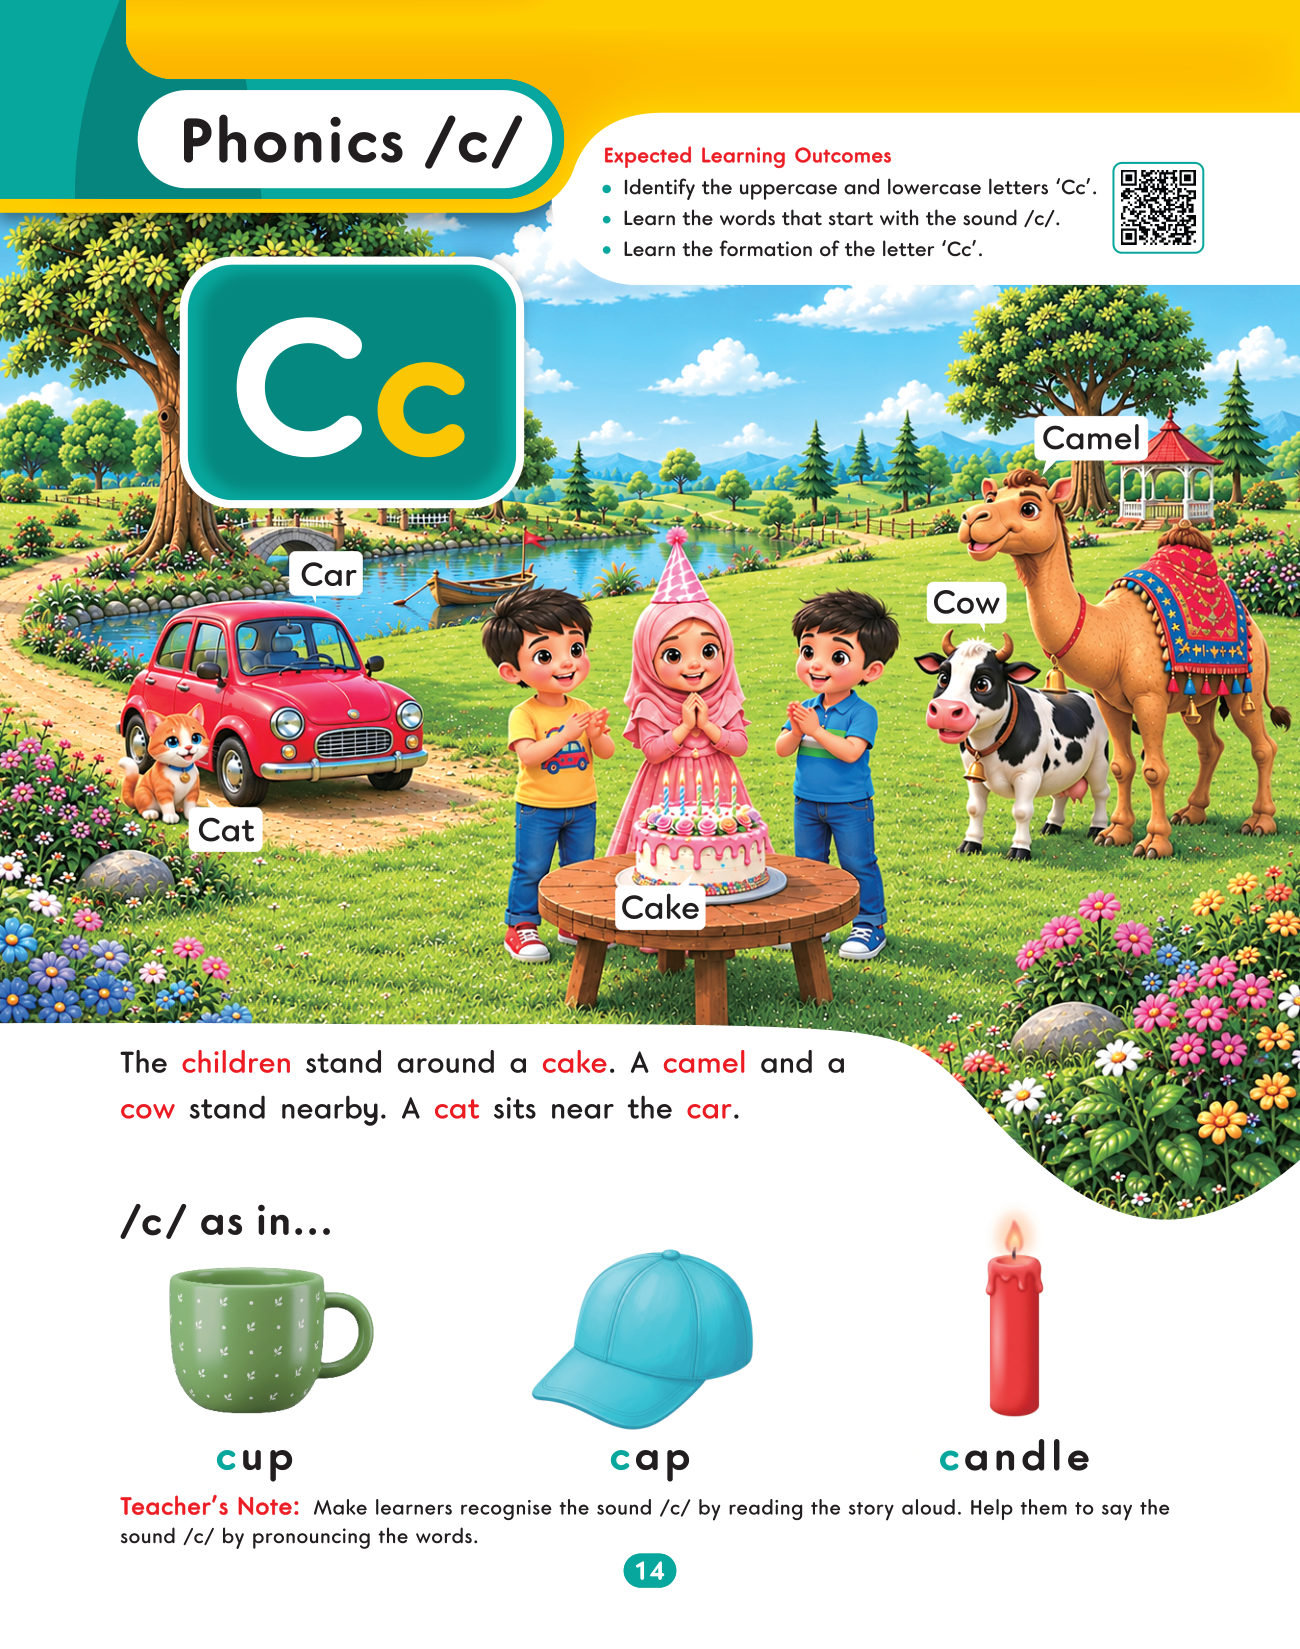 Phonics /c/
Expected Learning Outcomes
• Identify the uppercase and lowercase letters ‘Cc’.
• Learn the words that start with the sound /c/.
• Learn the formation of the letter ‘Cc’.
Cc
Camel
Car
Cow
Cat
Cake
The children stand around a cake. A camel and a
cow stand nearby. A cat sits near the car.
/c/ as in...
cup
cap
candle
Teacher’s Note: Make learners recognise the sound /c/ by reading the story aloud. Help them to say the
sound /c/ by pronouncing the words.
14